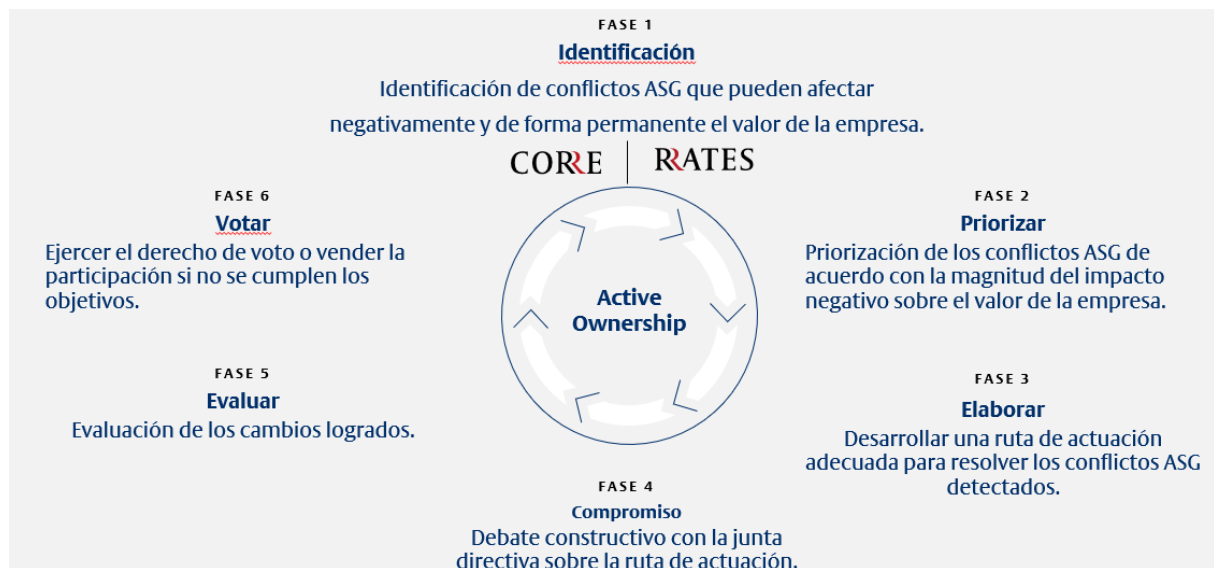 FASE 1
Identificación
Identificación de conflictos ASG que pueden afectar
negativamente y de forma permanente el valor de la empresa.
CORRE | RRATES
FASE 6
Votar
Ejercer el derecho de voto o vender la
participación si no se cumplen los
objetivos.
FASE 2
Priorizar
Priorización de los conflictos ASG de
acuerdo con la magnitud del impacto
negativo sobre el valor de la empresa.
Active
Ownership
FASE 5
Evaluar
Evaluación de los cambios logrados.
FASE 3
Elaborar
Desarrollar una ruta de actuación
adecuada para resolver los conflictos ASG
detectados.
FASE 4
Compromiso
Debate constructivo con la junta
directiva sobre la ruta de actuación.